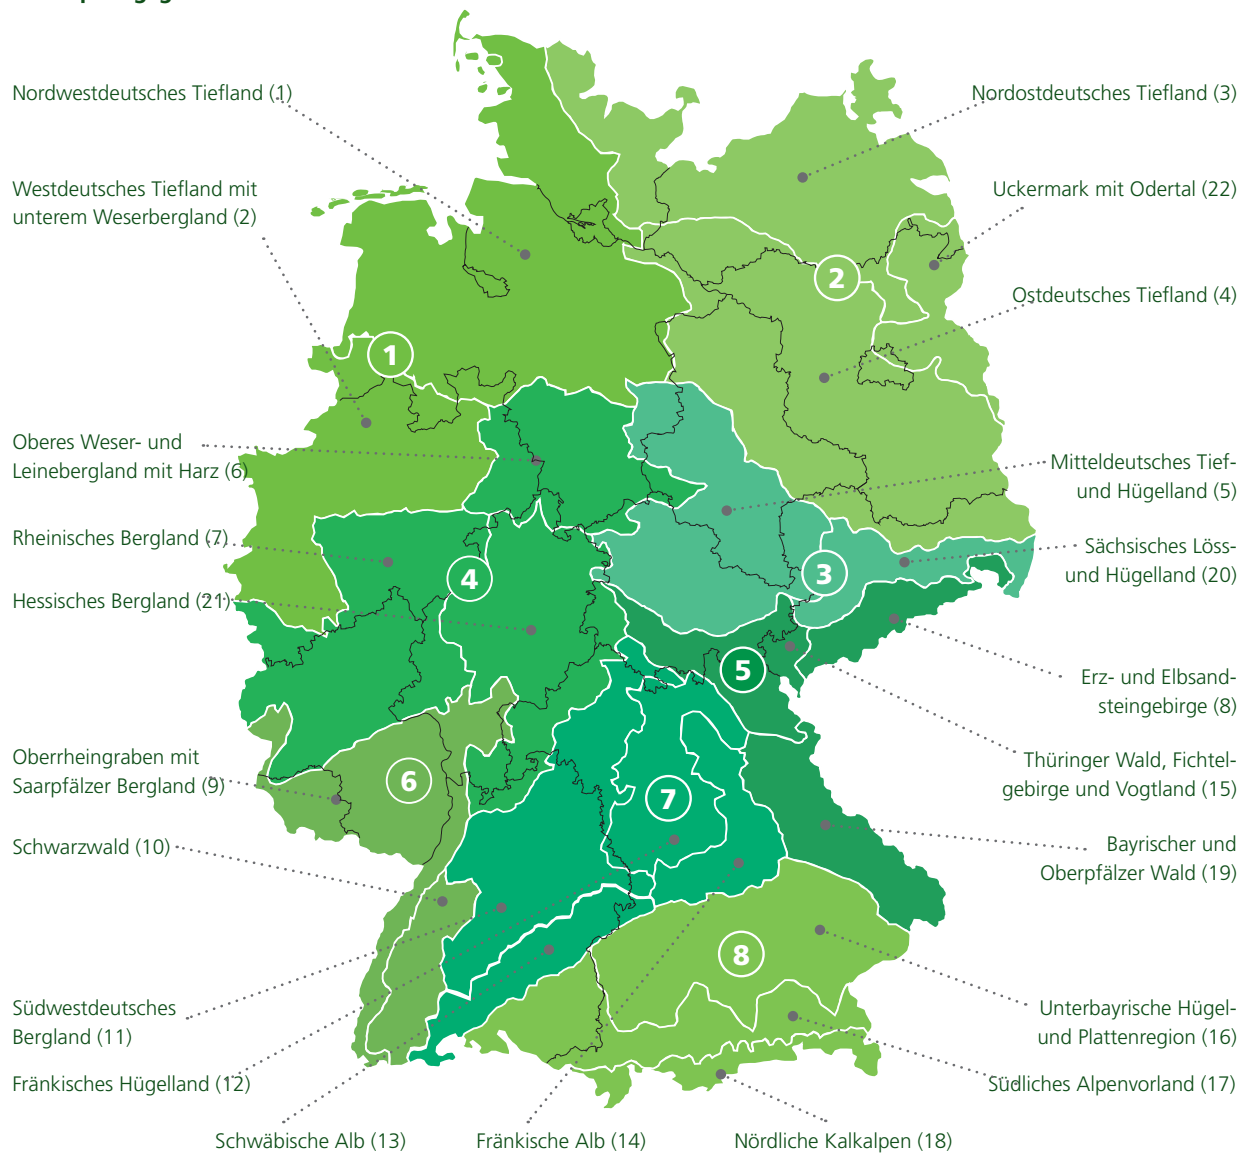 Nordwestdeutsches Tiefland (1)
Nordostdeutsches Tiefland (3)
Westdeutsches Tiefland mit
unterem Weserbergland (2)
Uckermark mit Odertal (22)
2
Ostdeutsches Tiefland (4)
1
Oberes Weser- und
Leinebergland mit Harz (6)
Mitteldeutsches Tief-
und Hügelland (5)
Rheinisches Bergland (7)
Sächsisches Löss-
und Hügelland (20)
4
3
Hessisches Bergland (21)
5
Erz- und Elbsand-
steingebirge (8)
Oberrheingraben mit
Saarpfälzer Bergland (9)
6
7
Thüringer Wald, Fichtel-
gebirge und Vogtland (15)
Schwarzwald (10)
Bayrischer und
Oberpfälzer Wald (19)
8
Südwestdeutsches
Bergland (11)
Unterbayrische Hügel-
und Plattenregion (16)
Fränkisches Hügelland (12)
Südliches Alpenvorland (17)
Schwäbische Alb (13)
Fränkische Alb (14)
Nördliche Kalkalpen (18)